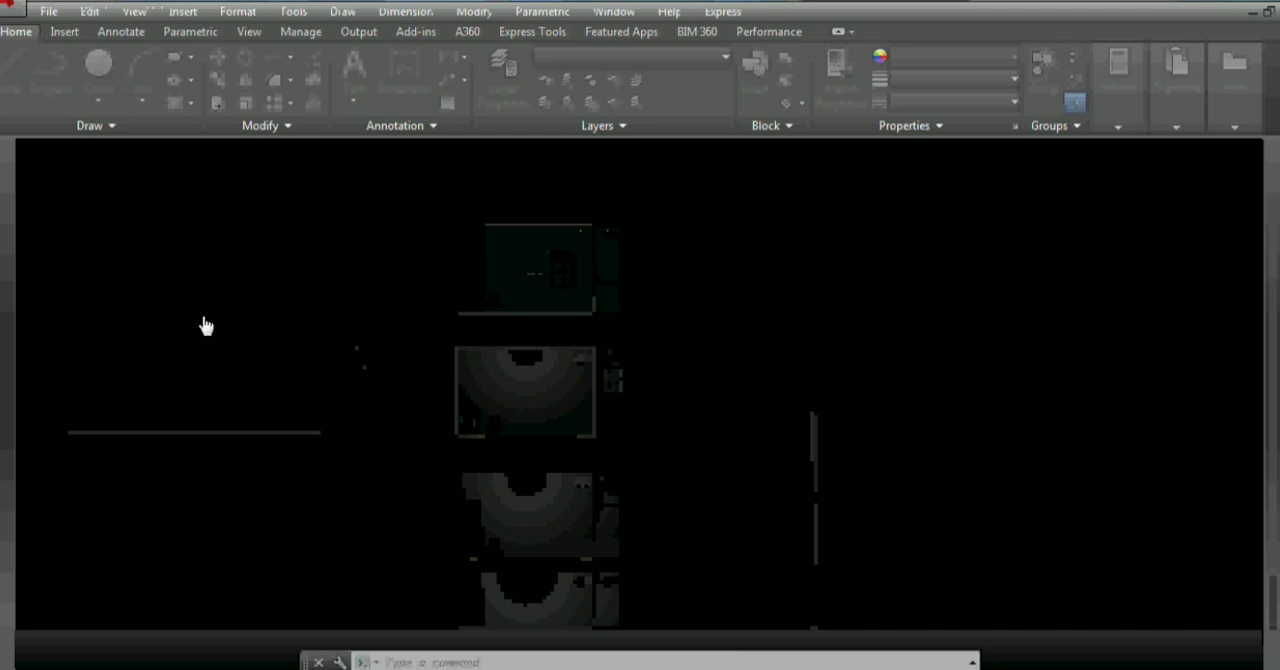 File Edit View Insert Format Tools Draw Dimension Modify Parametric Window Help Express
Home Insert Annotate Parametric View Manage Output Add-ins A360 Express Tools Featured Apps BIM 360 Performance
Draw Modify Annotation Layers Block Properties Groups
Type a command